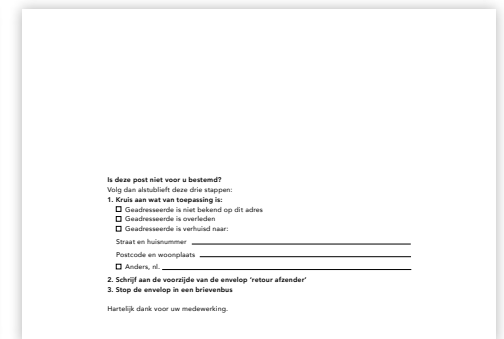 Is deze post niet voor u bestemd?
Volg dan alstublieft deze drie stappen:
1. Kruis aan wat van toepassing is:
Geadresseerde is niet bekend op dit adres
Geadresseerde is overleden
Geadresseerde is verhuisd naar:
Straat en huisnummer
Postcode en woonplaats
Anders, nl.
2. Schrijf aan de voorzijde van de envelop ‘retour afzender’
3. Stop de envelop in een brievenbus
Hartelijk dank voor uw medewerking.